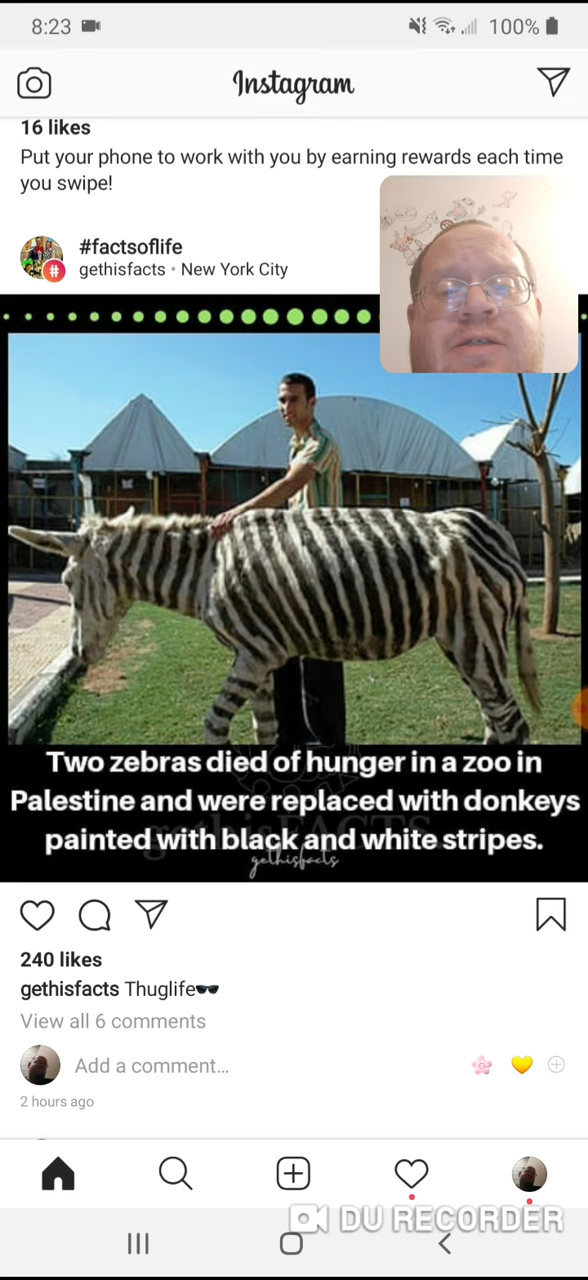 8:23
100%
Instagram
16 likes
Put your phone to work with you by earning rewards each time
you swipe!
#factsoflife
#
gethisfacts • New York City
Two zebras died of hunger in a zoo in
Palestine and were replaced with donkeys
painted with black and white stripes.
gethisFACTS
gethisfacts
240 likes
gethisfacts Thuglife🕶️
View all 6 comments
Add a comment...
2 hours ago
DU RECORDER